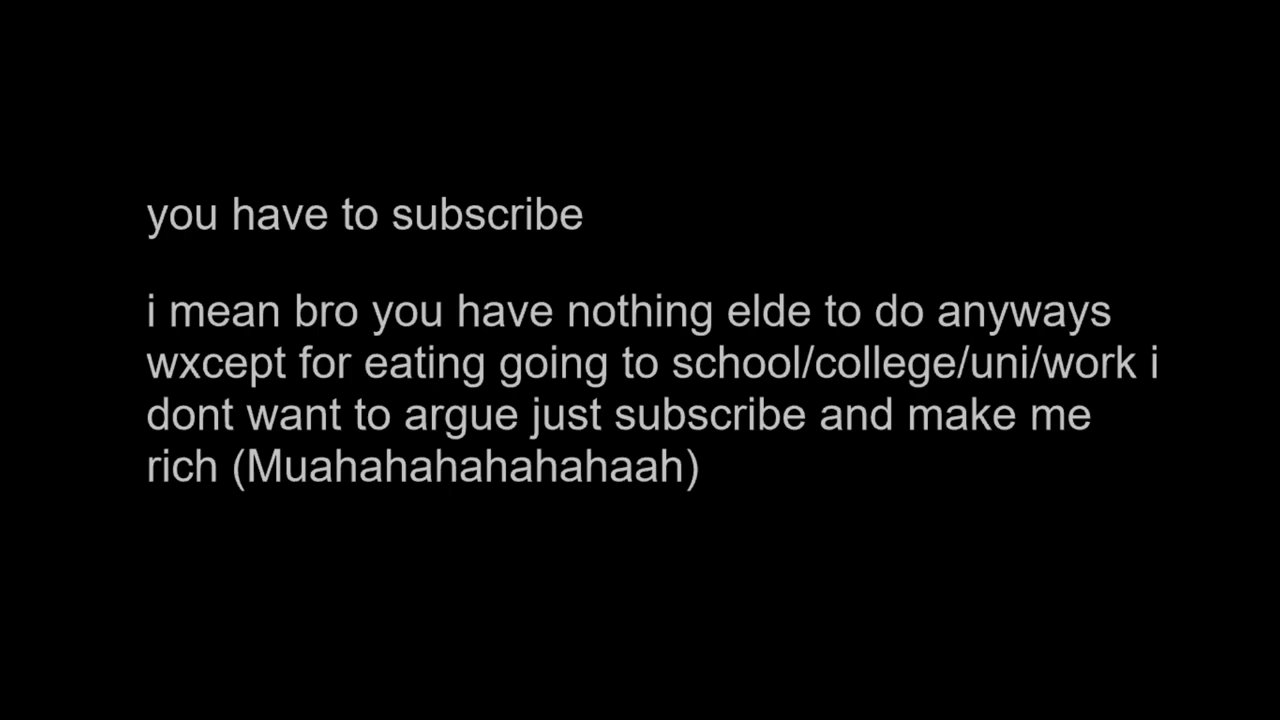 you have to subscribe
i mean bro you have nothing elde to do anyways
wxcept for eating going to school/college/uni/work i
dont want to argue just subscribe and make me
rich (Muahahahahahahaah)